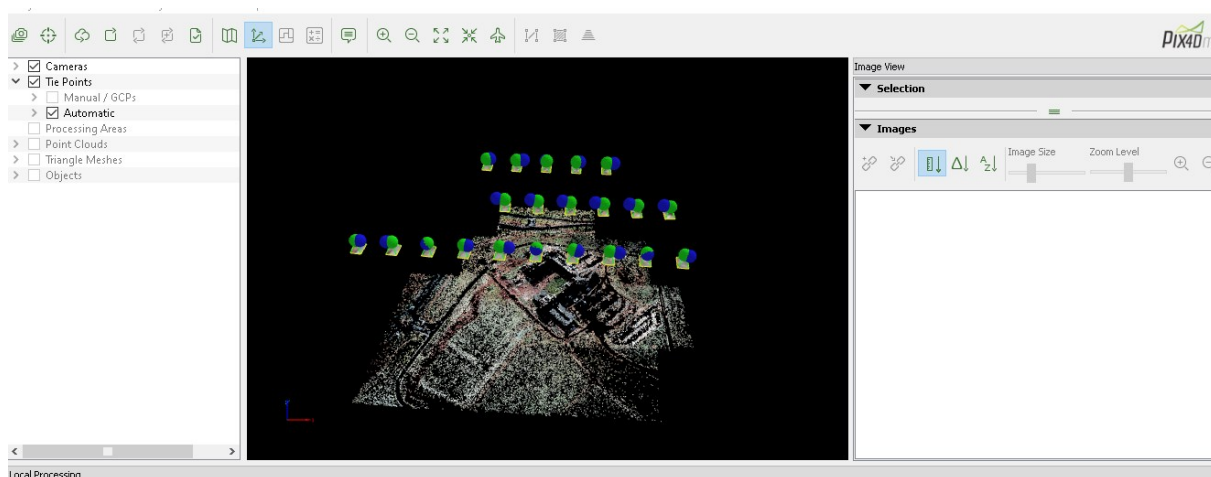 PIX4D
Cameras
Tie Points
Manual / GCPs
Automatic
Processing Areas
Point Clouds
Triangle Meshes
Objects
Image View
Selection
Images
Image Size
Zoom Level
A
Z
Local Processing